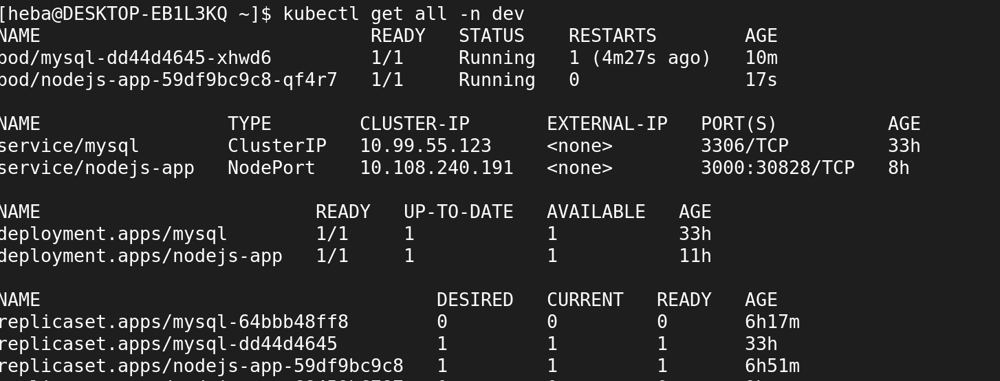 [heba@DESKTOP-EB1L3KQ ~]$ kubectl get all -n dev
NAME READY STATUS RESTARTS AGE
pod/mysql-dd44d4645-xhwd6 1/1 Running 1 (4m27s ago) 10m
pod/nodejs-app-59df9bc9c8-qf4r7 1/1 Running 0 17s
NAME TYPE CLUSTER-IP EXTERNAL-IP PORT(S) AGE
service/mysql ClusterIP 10.99.55.123 <none> 3306/TCP 33h
service/nodejs-app NodePort 10.108.240.191 <none> 3000:30828/TCP 8h
NAME READY UP-TO-DATE AVAILABLE AGE
deployment.apps/mysql 1/1 1 1 33h
deployment.apps/nodejs-app 1/1 1 1 11h
NAME DESIRED CURRENT READY AGE
replicaset.apps/mysql-64bbb48ff8 0 0 0 6h17m
replicaset.apps/mysql-dd44d4645 1 1 1 33h
replicaset.apps/nodejs-app-59df9bc9c8 1 1 1 6h51m